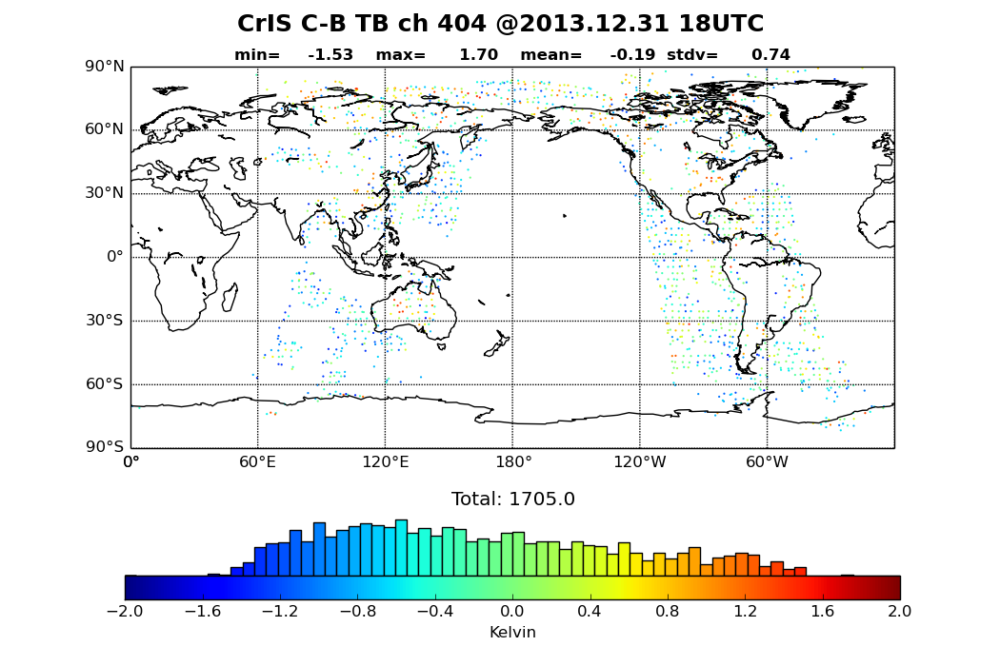 CrIS C-B TB ch 404 @2013.12.31 18UTC
min= -1.53 max= 1.70 mean= -0.19 stdv= 0.74
90°N
60°N
30°N
0°
30°S
60°S
90°S
0° 60°E 120°E 180° 120°W 60°W
Total: 1705.0
−2.0 −1.6 −1.2 −0.8 −0.4 0.0 0.4 0.8 1.2 1.6 2.0
Kelvin